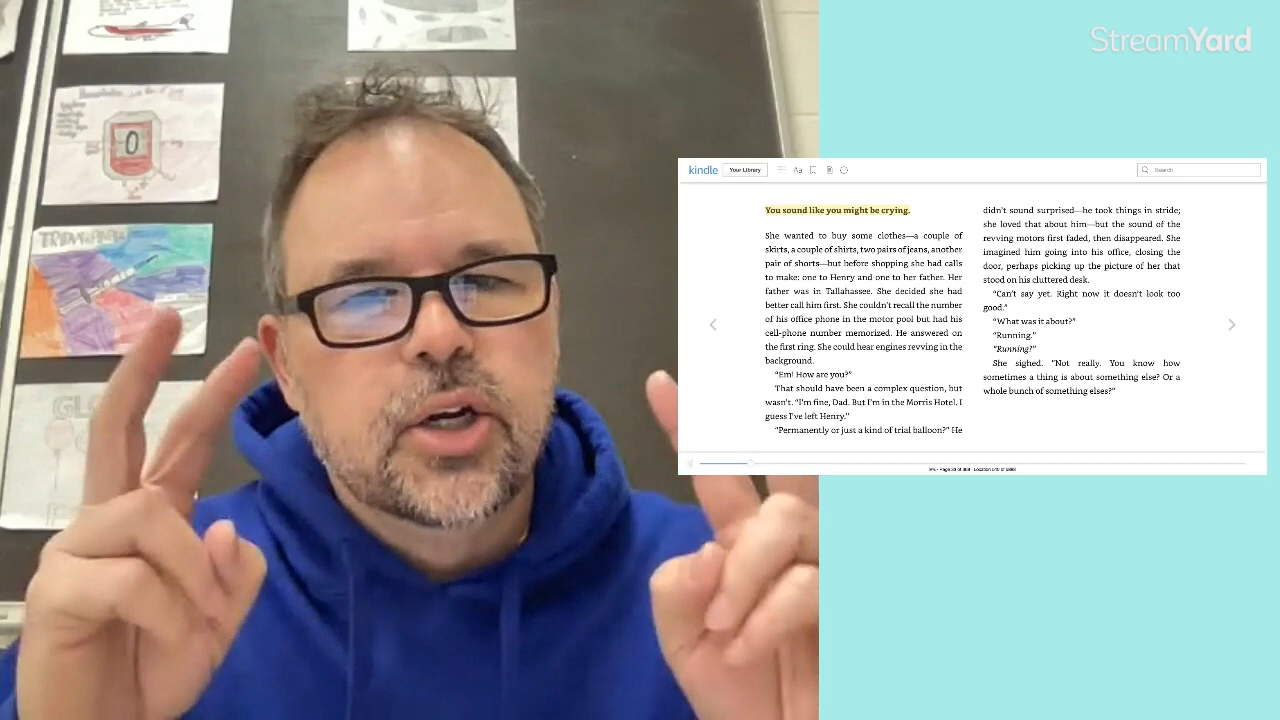 StreamYard
kindle
Your Library
Aa
Search
You sound like you might be crying.
She wanted to buy some clothes—a couple of
skirts, a couple of shirts, two pairs of jeans, another
pair of shorts—but before shopping she had calls
to make: one to Henry and one to her father. Her
father was in Tallahassee. She decided she had
better call him first. She couldn't recall the number
of his office phone in the motor pool but had his
cell-phone number memorized. He answered on
the first ring. She could hear engines revving in the
background.
"Em! How are you?"
That should have been a complex question, but
wasn't. "I'm fine, Dad. But I'm in the Morris Hotel. I
guess I've left Henry."
"Permanently or just a kind of trial balloon?" He
didn't sound surprised—he took things in stride;
she loved that about him—but the sound of the
revving motors first faded, then disappeared. She
imagined him going into his office, closing the
door, perhaps picking up the picture of her that
stood on his cluttered desk.
"Can't say yet. Right now it doesn't look too
good."
"What was it about?"
"Running."
"Running?"
She sighed. "Not really. You know how
sometimes a thing is about something else? Or a
whole bunch of something elses?"
0